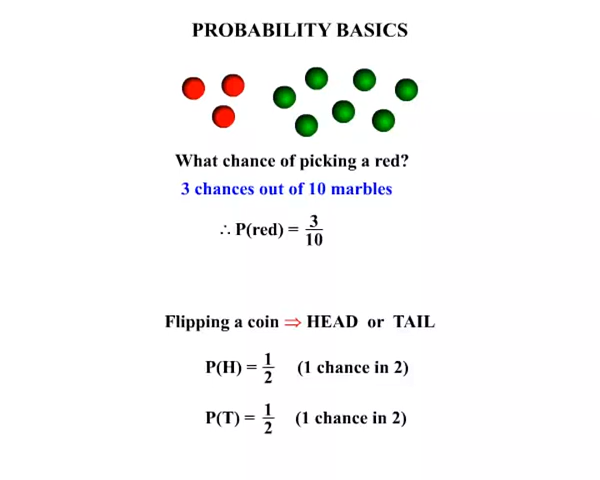 PROBABILITY BASICS
What chance of picking a red?
3 chances out of 10 marbles
∴ P(red) = 3/10
Flipping a coin ⇒ HEAD or TAIL
P(H) = 1/2 (1 chance in 2)
P(T) = 1/2 (1 chance in 2)